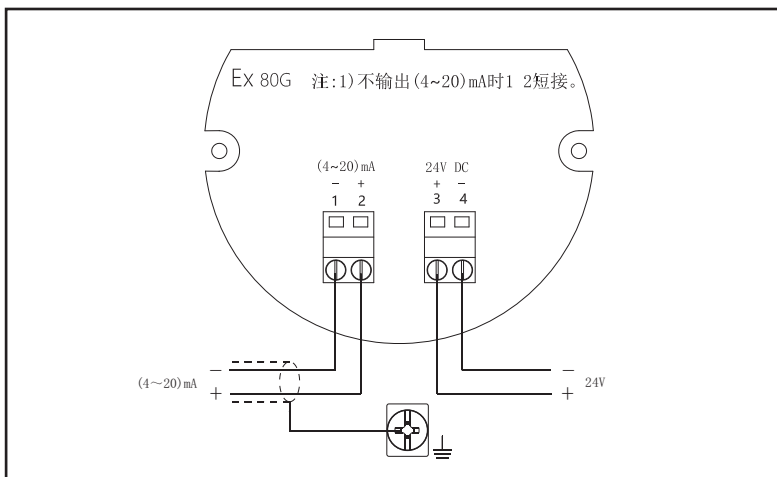 Ex 80G 注:1)不输出(4~20)mA时1 2短接。
(4~20)mA 24V DC
- + + -
1 2 3 4
- -
(4～20)mA 24V
+ +